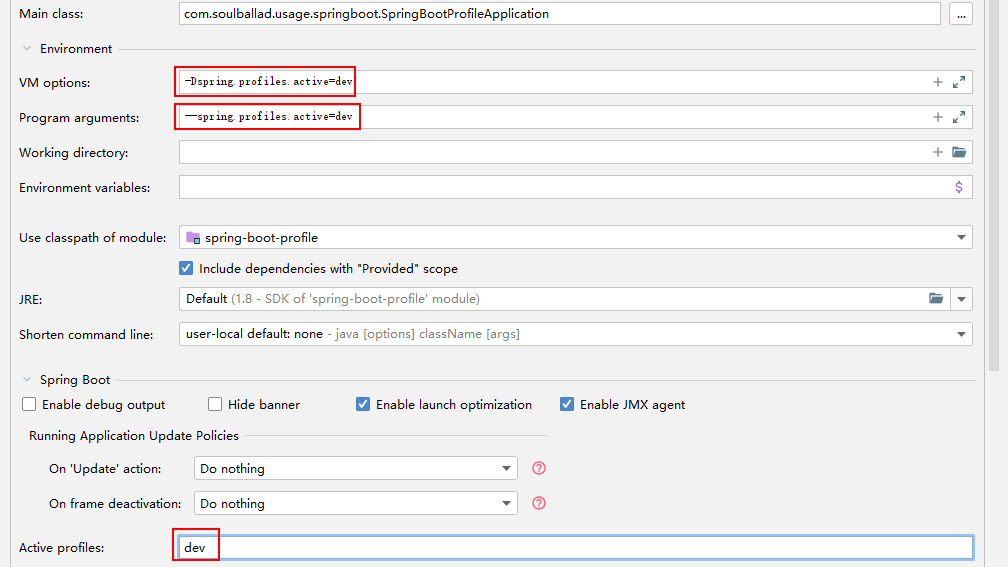 Main class: com.soulballad.usage.springboot.SpringBootProfileApplication ...
Environment
VM options: -Dspring.profiles.active=dev
Program arguments: --spring.profiles.active=dev
Working directory:
Environment variables: $
Use classpath of module: spring-boot-profile
Include dependencies with "Provided" scope
JRE: Default (1.8 - SDK of 'spring-boot-profile' module)
Shorten command line: user-local default: none - java [options] className [args]
Spring Boot
Enable debug output Hide banner Enable launch optimization Enable JMX agent
Running Application Update Policies
On 'Update' action: Do nothing ?
On frame deactivation: Do nothing ?
Active profiles: dev